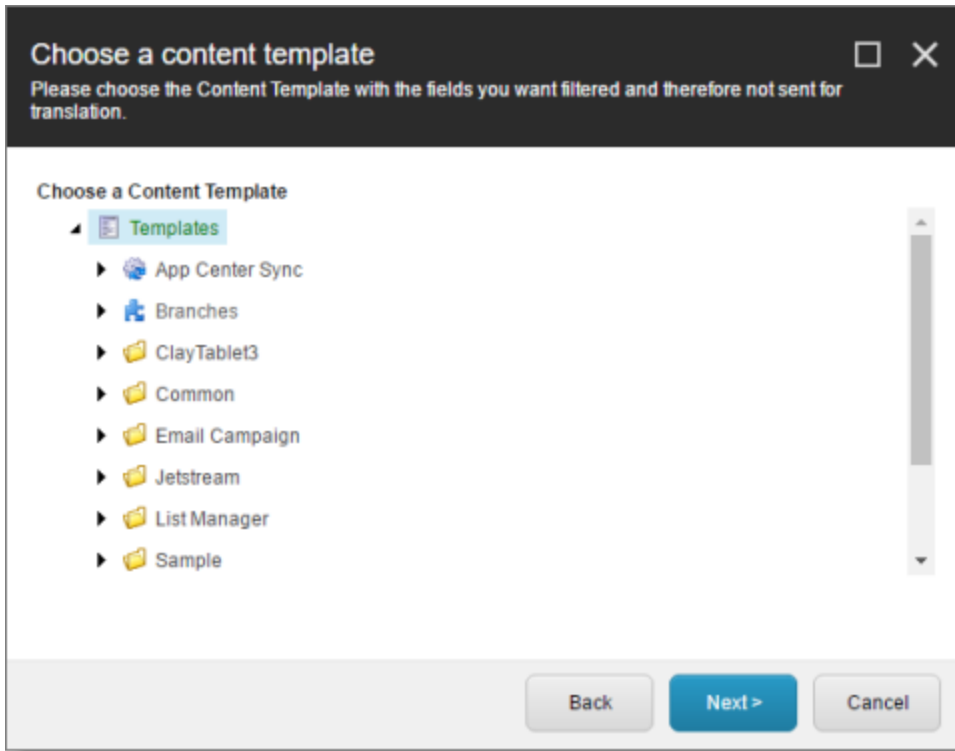 Choose a content template
Please choose the Content Template with the fields you want filtered and therefore not sent for
translation.
Choose a Content Template
Templates
App Center Sync
Branches
ClayTablet3
Common
Email Campaign
Jetstream
List Manager
Sample
Back
Next >
Cancel